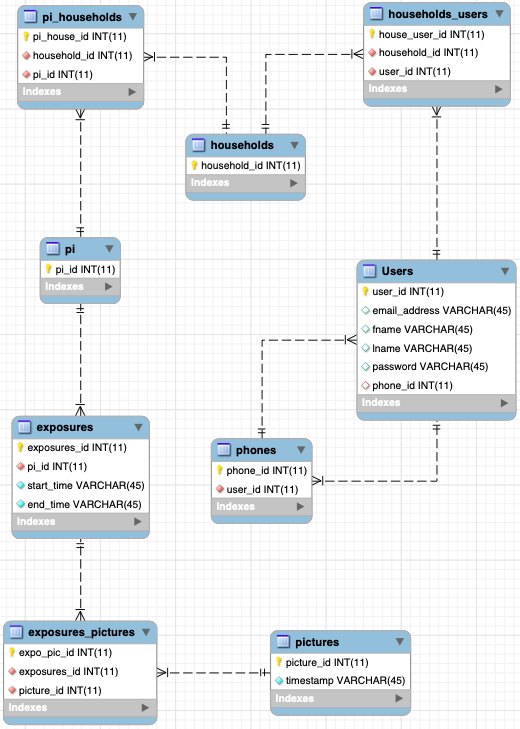 pi_households
pi_house_id INT(11)
household_id INT(11)
pi_id INT(11)
Indexes
households_users
house_user_id INT(11)
household_id INT(11)
user_id INT(11)
Indexes
households
household_id INT(11)
Indexes
pi
pi_id INT(11)
Indexes
Users
user_id INT(11)
email_address VARCHAR(45)
fname VARCHAR(45)
lname VARCHAR(45)
password VARCHAR(45)
phone_id INT(11)
Indexes
exposures
exposures_id INT(11)
pi_id INT(11)
start_time VARCHAR(45)
end_time VARCHAR(45)
Indexes
phones
phone_id INT(11)
user_id INT(11)
Indexes
exposures_pictures
expo_pic_id INT(11)
exposures_id INT(11)
picture_id INT(11)
Indexes
pictures
picture_id INT(11)
timestamp VARCHAR(45)
Indexes